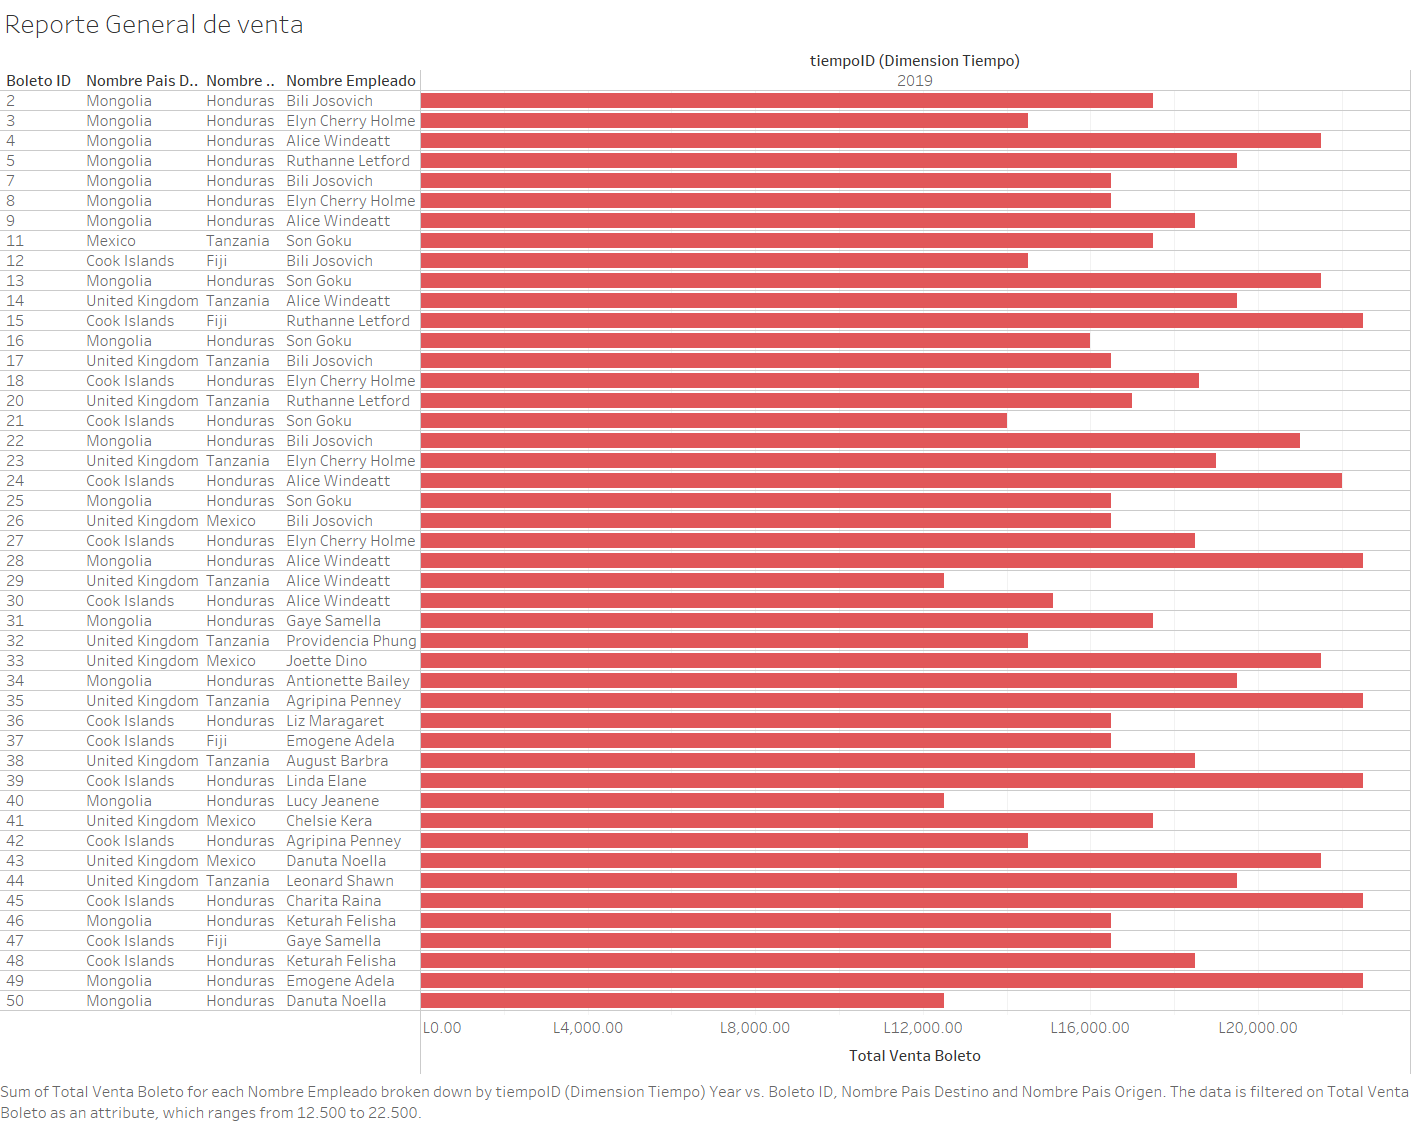 Reporte General de venta
tiempoID (Dimension Tiempo)
Boleto ID Nombre Pais D.. Nombre .. Nombre Empleado 2019
2 Mongolia Honduras Bili Josovich
3 Mongolia Honduras Elyn Cherry Holme
4 Mongolia Honduras Alice Windeatt
5 Mongolia Honduras Ruthanne Letford
7 Mongolia Honduras Bili Josovich
8 Mongolia Honduras Elyn Cherry Holme
9 Mongolia Honduras Alice Windeatt
11 Mexico Tanzania Son Goku
12 Cook Islands Fiji Bili Josovich
13 Mongolia Honduras Son Goku
14 United Kingdom Tanzania Alice Windeatt
15 Cook Islands Fiji Ruthanne Letford
16 Mongolia Honduras Son Goku
17 United Kingdom Tanzania Bili Josovich
18 Cook Islands Honduras Elyn Cherry Holme
20 United Kingdom Tanzania Ruthanne Letford
21 Cook Islands Honduras Son Goku
22 Mongolia Honduras Bili Josovich
23 United Kingdom Tanzania Elyn Cherry Holme
24 Cook Islands Honduras Alice Windeatt
25 Mongolia Honduras Son Goku
26 United Kingdom Mexico Bili Josovich
27 Cook Islands Honduras Elyn Cherry Holme
28 Mongolia Honduras Alice Windeatt
29 United Kingdom Tanzania Alice Windeatt
30 Cook Islands Honduras Alice Windeatt
31 Mongolia Honduras Gaye Samella
32 United Kingdom Tanzania Providencia Phung
33 United Kingdom Mexico Joette Dino
34 Mongolia Honduras Antionette Bailey
35 United Kingdom Tanzania Agripina Penney
36 Cook Islands Honduras Liz Maragaret
37 Cook Islands Fiji Emogene Adela
38 United Kingdom Tanzania August Barbra
39 Cook Islands Honduras Linda Elane
40 Mongolia Honduras Lucy Jeanene
41 United Kingdom Mexico Chelsie Kera
42 Cook Islands Honduras Agripina Penney
43 United Kingdom Mexico Danuta Noella
44 United Kingdom Tanzania Leonard Shawn
45 Cook Islands Honduras Charita Raina
46 Mongolia Honduras Keturah Felisha
47 Cook Islands Fiji Gaye Samella
48 Cook Islands Honduras Keturah Felisha
49 Mongolia Honduras Emogene Adela
50 Mongolia Honduras Danuta Noella
L0.00 L4,000.00 L8,000.00 L12,000.00 L16,000.00 L20,000.00
Total Venta Boleto
Sum of Total Venta Boleto for each Nombre Empleado broken down by tiempoID (Dimension Tiempo) Year vs. Boleto ID, Nombre Pais Destino and Nombre Pais Origen. The data is filtered on Total Venta
Boleto as an attribute, which ranges from 12.500 to 22.500.